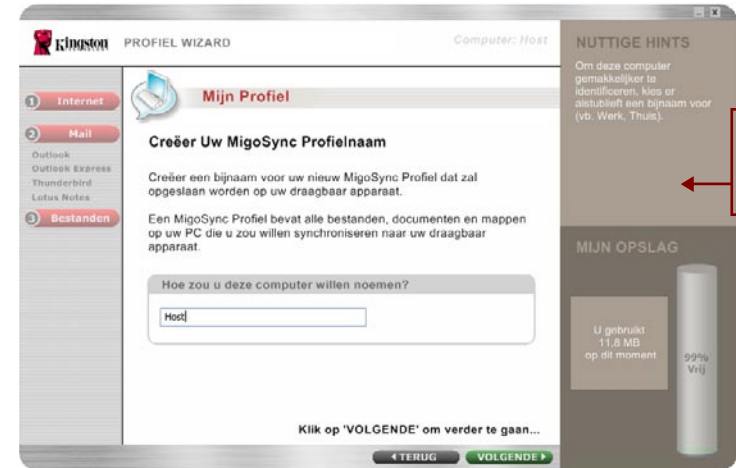 Kingston PROFIEL WIZARD
Computer: Host
1 Internet
2 Mail
Outlook
Outlook Express
Thunderbird
Lotus Notes
3 Bestanden
Mijn Profiel
Creëer Uw MigoSync Profielnaam
Creëer een bijnaam voor uw nieuw MigoSync Profiel dat zal
opgeslaan worden op uw draagbaar apparaat.
Een MigoSync Profiel bevat alle bestanden, documenten en mappen
op uw PC die u zou willen synchroniseren naar uw draagbaar
apparaat.
Hoe zou u deze computer willen noemen?
Host
Klik op 'VOLGENDE' om verder te gaan...
TERUG
VOLGENDE
NUTTIGE HINTS
Om deze computer
gemakkelijker te
identificeren, kies er
alstublieft een bijnaam voor
(vb. Werk, Thuis).
MIJN OPSLAG
U gebruikt
11,8 MB
op dit moment
99%
Vrij